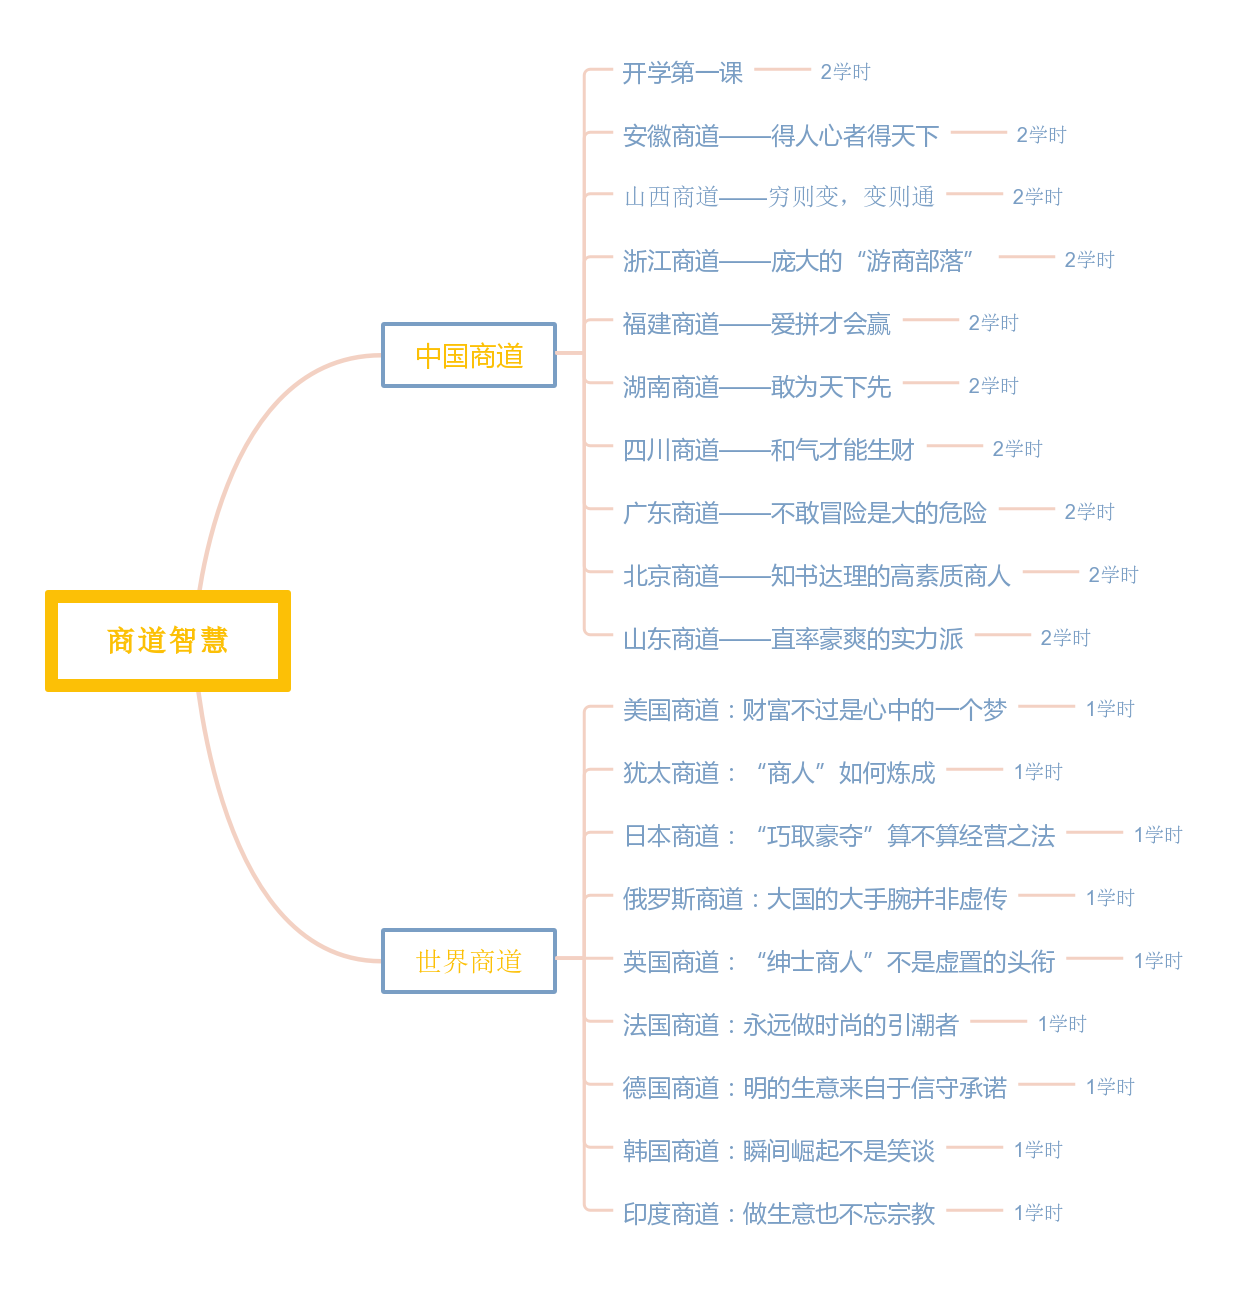 商道智慧
中国商道
开学第一课 2学时
安徽商道——得人心者得天下 2学时
山西商道——穷则变，变则通 2学时
浙江商道——庞大的“游商部落” 2学时
福建商道——爱拼才会赢 2学时
湖南商道——敢为天下先 2学时
四川商道——和气才能生财 2学时
广东商道——不敢冒险是大的危险 2学时
北京商道——知书达理的高素质商人 2学时
山东商道——直率豪爽的实力派 2学时
世界商道
美国商道：财富不过是心中的一个梦 1学时
犹太商道：“商人”如何炼成 1学时
日本商道：“巧取豪夺”算不算经营之法 1学时
俄罗斯商道：大国的大手腕并非虚传 1学时
英国商道：“绅士商人”不是虚置的头衔 1学时
法国商道：永远做时尚的引潮者 1学时
德国商道：明的生意来自于信守承诺 1学时
韩国商道：瞬间崛起不是笑谈 1学时
印度商道：做生意也不忘宗教 1学时